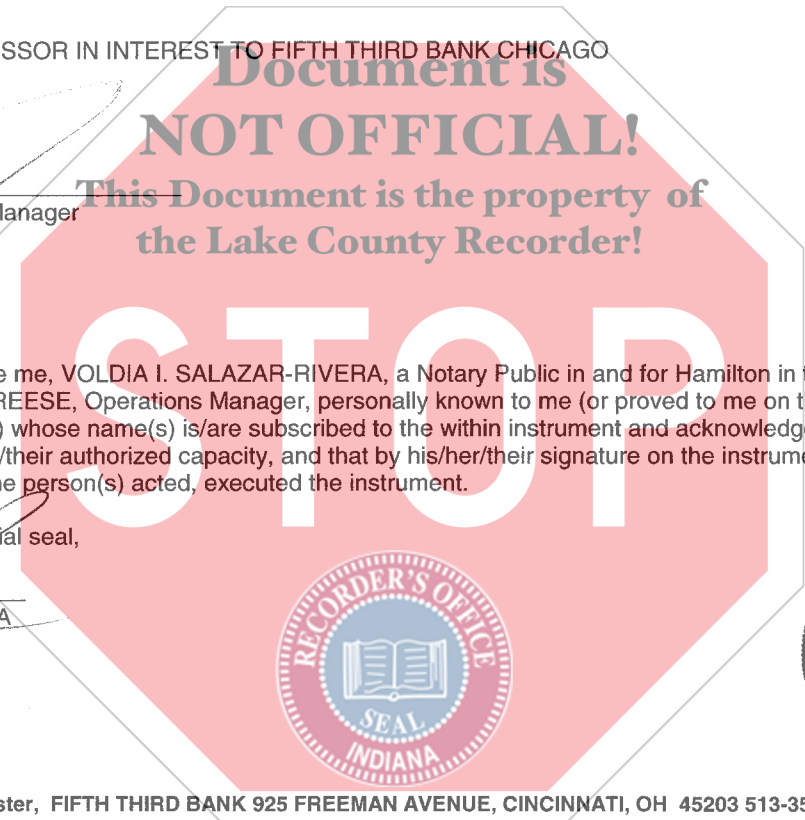 SSOR IN INTEREST TO FIFTH THIRD BANK CHICAGO
Document is
NOT OFFICIAL!
This Document is the property of
the Lake County Recorder!
Manager
STOP
e me, VOLDIA I. SALAZAR-RIVERA, a Notary Public in and for Hamilton in t
REESE, Operations Manager, personally known to me (or proved to me on t
) whose name(s) is/are subscribed to the within instrument and acknowledge
/their authorized capacity, and that by his/her/their signature on the instrume
he person(s) acted, executed the instrument.
ial seal,
A
RECORDER'S OFFICE
SEAL
INDIANA
ster, FIFTH THIRD BANK 925 FREEMAN AVENUE, CINCINNATI, OH 45203 513-35